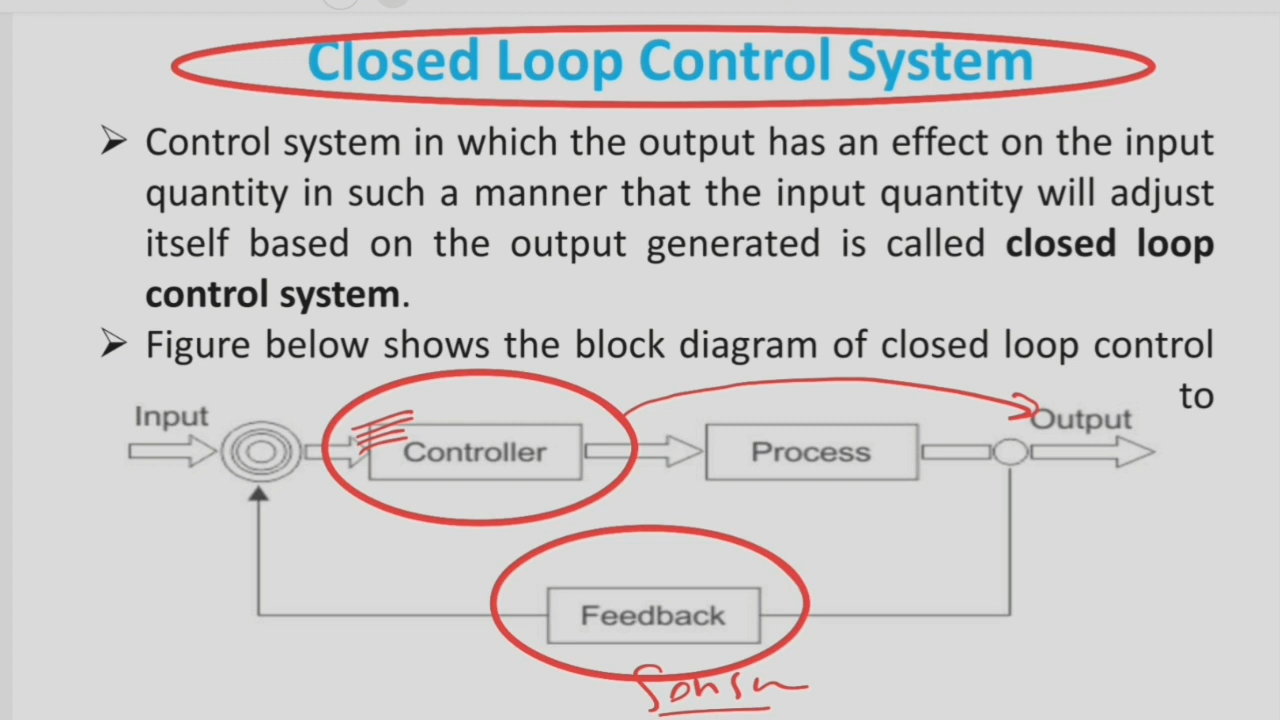 Closed Loop Control System
➢ Control system in which the output has an effect on the input
quantity in such a manner that the input quantity will adjust
itself based on the output generated is called closed loop
control system.
➢ Figure below shows the block diagram of closed loop control
to
Input
Output
Controller
Process
Feedback